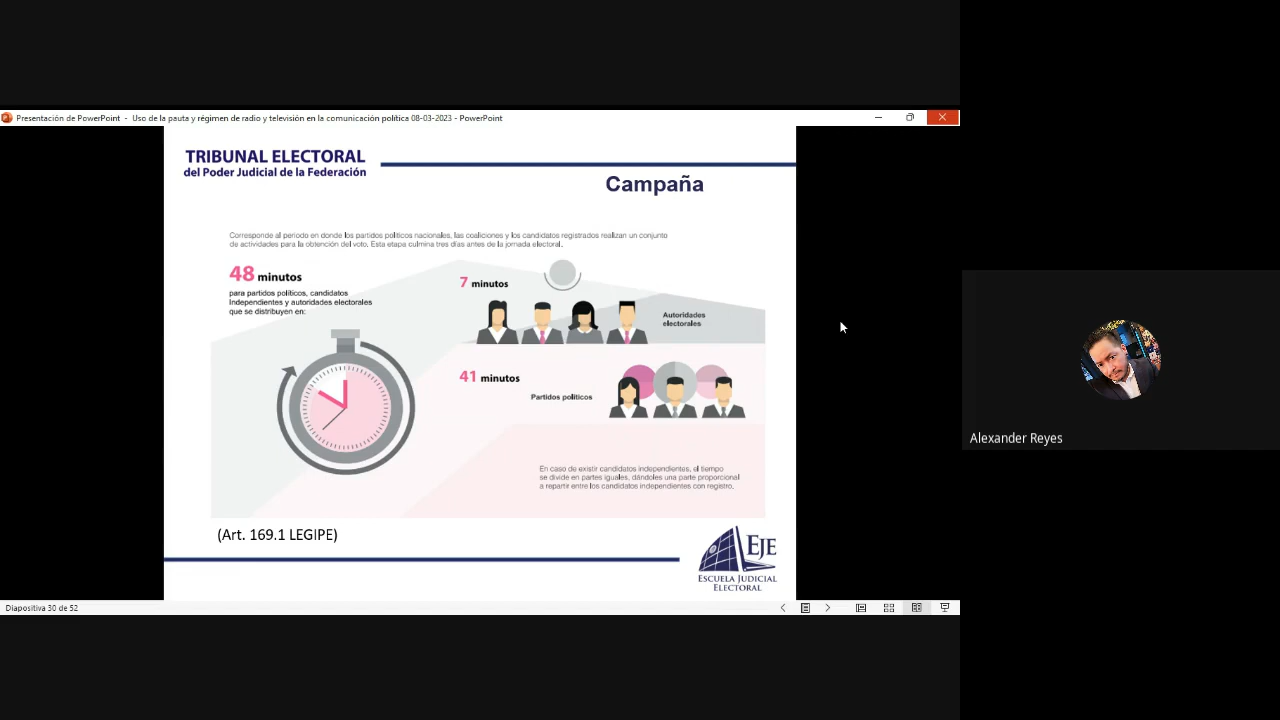 Presentación de PowerPoint - Uso de la pauta y régimen de radio y televisión en la comunicación política 08-03-2023 - PowerPoint
TRIBUNAL ELECTORAL
del Poder Judicial de la Federación
Campaña
Corresponde al periodo en donde los partidos políticos nacionales, las coaliciones y los candidatos registrados realizan un conjunto
de actividades para la obtención del voto. Esta etapa culmina tres días antes de la jornada electoral.
48 minutos
para partidos políticos, candidatos
Independientes y autoridades electorales
que se distribuyen en:
7 minutos
Autoridades
electorales
41 minutos
Partidos políticos
En caso de existir candidatos independientes, el tiempo
se divide en partes iguales, dándoles una parte proporcional
a repartir entre los candidatos independientes con registro.
(Art. 169.1 LEGIPE)
EJE
ESCUELA JUDICIAL
ELECTORAL
Diapositiva 30 de 52
Alexander Reyes